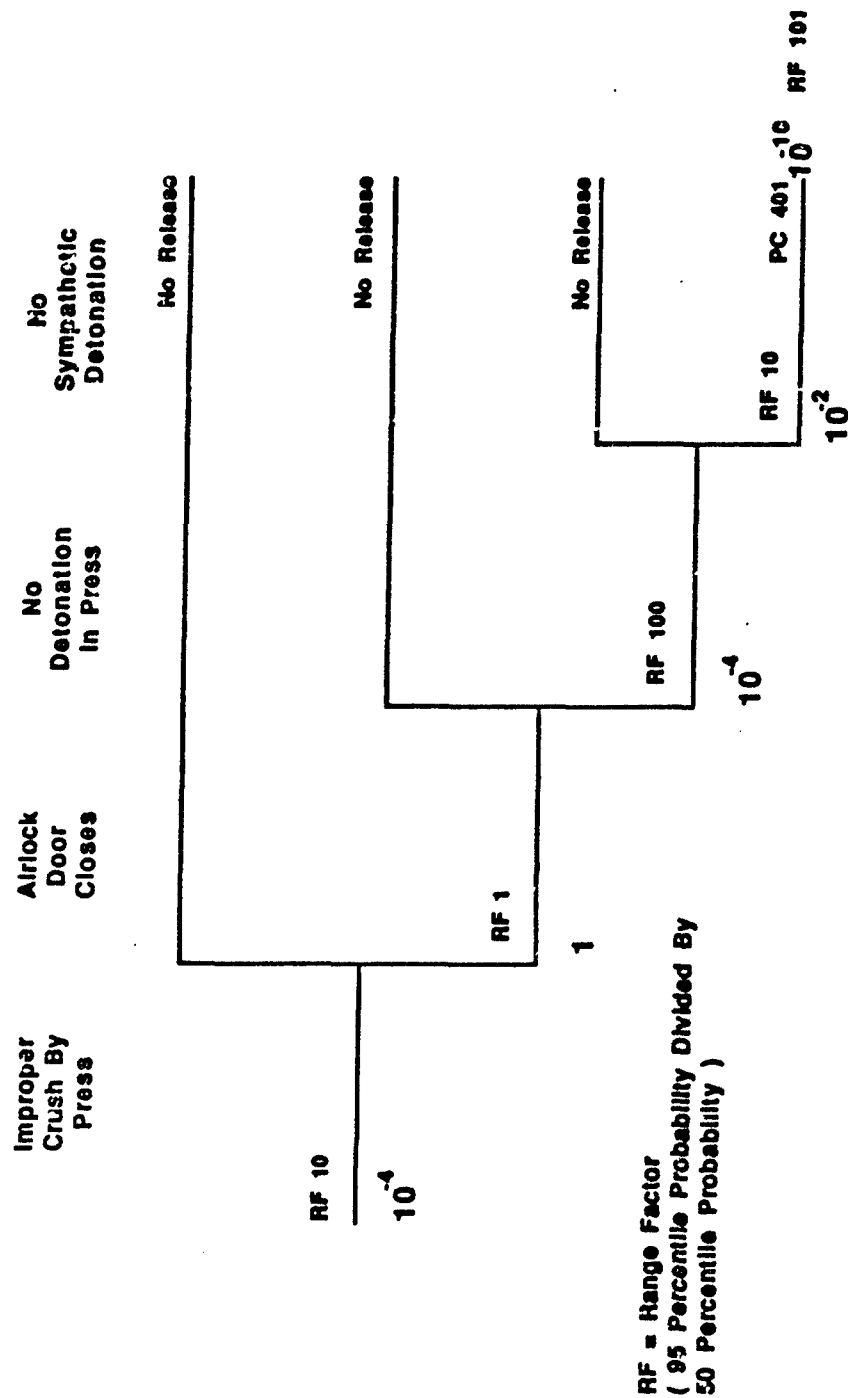 Improper
Crush By
Press
Airlock
Door
Closes
No
Detonation
In Press
No
Sympathetic
Detonation
No Release
No Release
No Release
RF 10
10^-4
RF 1
1
RF 100
10^-4
RF 10
10^-2
PC 401
10^-10
RF 101
RF = Range Factor
( 95 Percentile Probability Divided By
50 Percentile Probability )